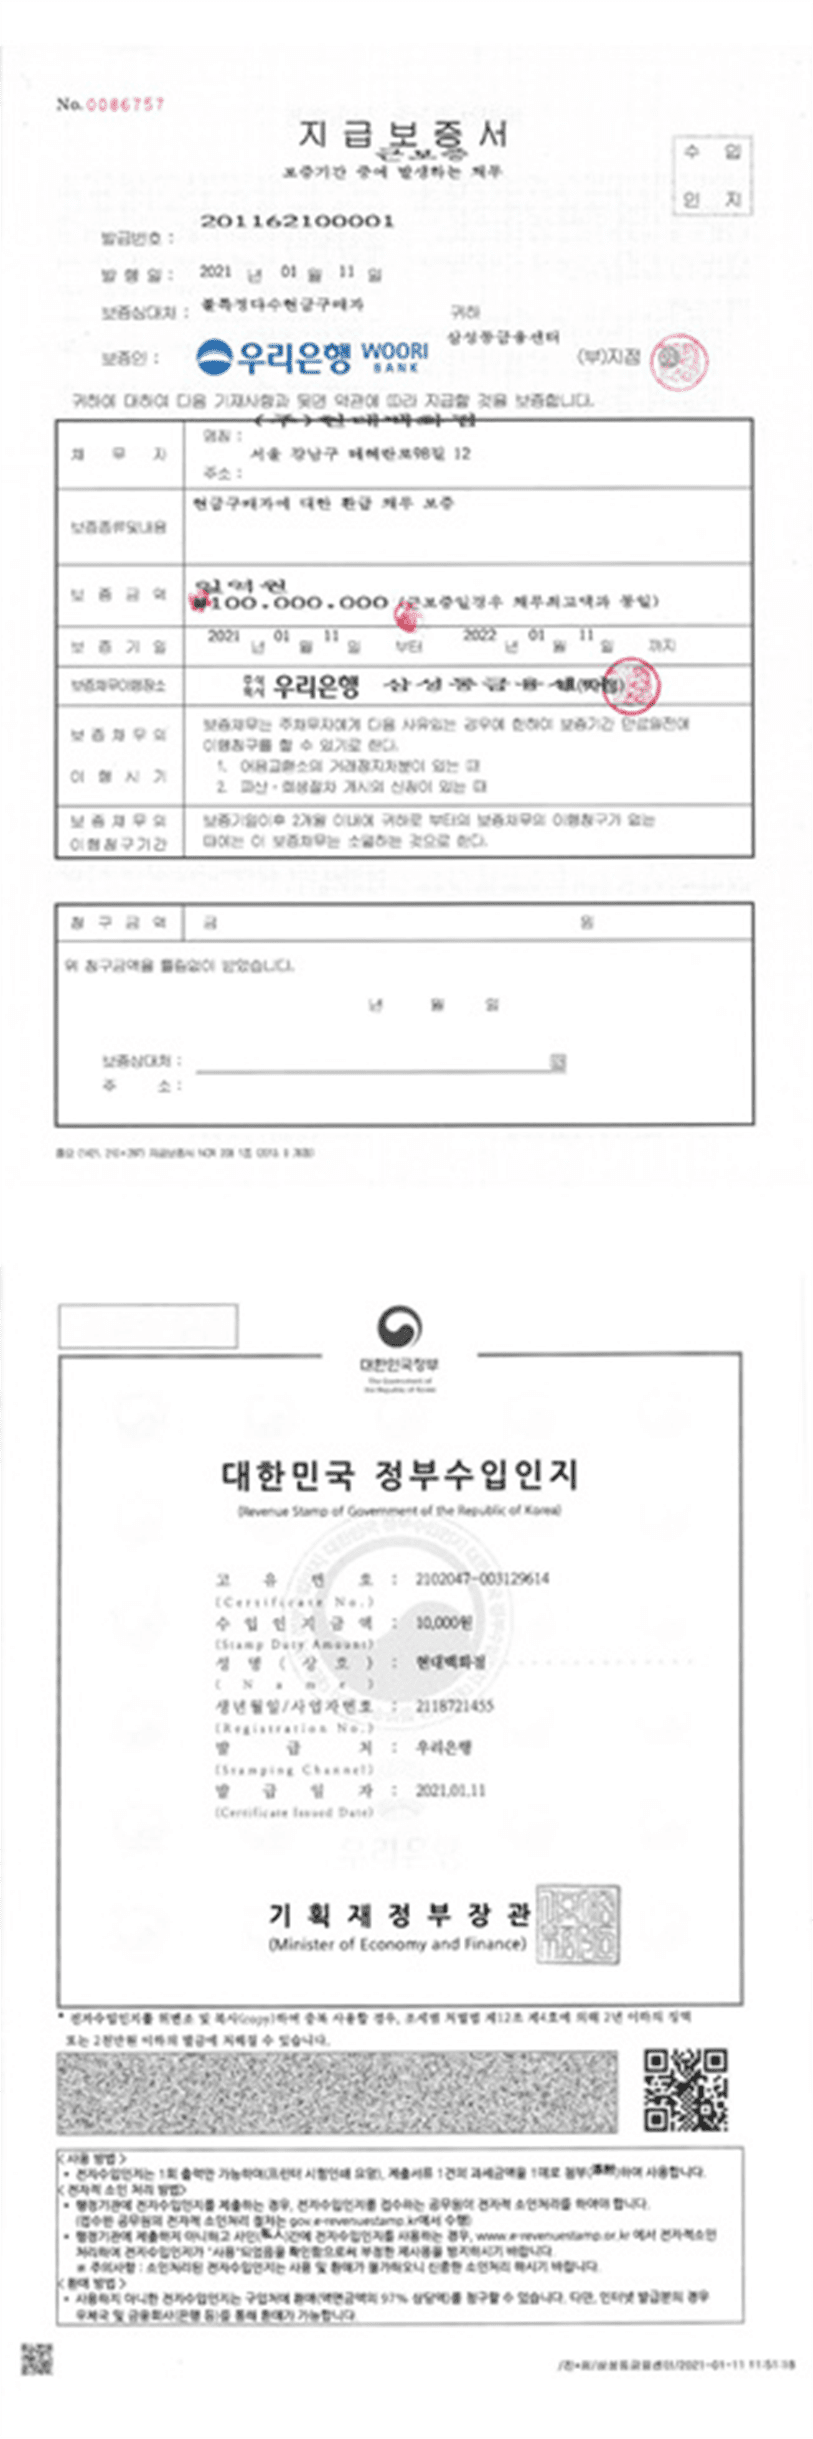 No. 0086757
지급보증서
근보증
보증기간 중에 발생하는 채무
수 입
인 지
201162100001
발급번호 :
발 행 일 : 2021 년 01 월 11 일
보증상대처 : 불특정다수현금구매자 귀하
삼성동금융센터
보증인 : 우리은행 WOORI BANK (부)지점
귀하에 대하여 다음 기재사항과 뒷면 약관에 따라 지급할 것을 보증합니다.
(주)현대백화점
채 무 자 명칭 :
서울 강남구 테헤란로98길 12
주소 :
현금구매자에 대한 환급 채무 보증
보증종류및내용
일억원
보 증 금 액 ₩100.000.000 (근보증일경우 채무최고액과 동일)
보 증 기 일 2021 년 01 월 11 일 부터 2022 년 01 월 11 일 까지
보증채무이행장소 주식회사 우리은행 삼성동금융센터
보증채무의 이행시기
보증채무는 주채무자에게 다음 사유있는 경우에 한하여 보증기간 만료일전에
이행청구를 할 수 있기로 한다.
1. 어음교환소의 거래정지처분이 있는 때
2. 파산·회생절차 개시의 신청이 있는 때
보증채무의 이행청구기간
보증기일이후 2개월 이내에 귀하로 부터의 보증채무의 이행청구가 없는
때에는 이 보증채무는 소멸하는 것으로 한다.
청 구 금 액 금 원
위 청구금액을 틀림없이 받았습니다.
년 월 일
보증상대처 : 인
주 소 :
대한민국정부
The Government of
the Republic of Korea
대한민국 정부수입인지
(Revenue Stamp of Government of the Republic of Korea)
고 유 번 호 : 2102047-003129614
(Certificate No.)
수 입 인 지 금 액 : 10,000원
(Stamp Duty Amount)
성 명 ( 상 호 ) : 현대백화점
( N a m e )
생년월일/사업자번호 : 2118721455
(Registration No.)
발 급 처 : 우리은행
(Stamping Channel)
발 급 일 자 : 2021.01.11
(Certificate Issued Date)
기획재정부장관
(Minister of Economy and Finance)
* 전자수입인지를 위변조 및 복사(copy)하여 중복 사용할 경우, 조세범 처벌법 제12조 제4호에 의해 2년 이하의 징역
또는 2천만원 이하의 벌금에 처해질 수 있습니다.
< 사용 방법 >
• 전자수입인지는 1회 출력만 가능하며(프린터 시험인쇄 요망), 제출서류 1건의 과세금액을 1매로 첨부(添附)하여 사용합니다.
< 전자적 소인 처리 방법>
• 행정기관에 전자수입인지를 제출하는 경우, 전자수입인지를 접수하는 공무원이 전자적 소인처리를 하여야 합니다.
(접수한 공무원의 전자적 소인처리 절차는 gov.e-revenuestamp.kr에서 수행)
• 행정기관에 제출하지 아니하고 사인(私人)간에 전자수입인지를 사용하는 경우, www.e-revenuestamp.or.kr 에서 전자적소인
처리하여 전자수입인지가 "사용"되었음을 확인함으로써 부정한 재사용을 방지하시기 바랍니다.
※ 주의사항 : 소인처리된 전자수입인지는 사용 및 환매가 불가하오니 신중한 소인처리 하시기 바랍니다.
< 환매 방법 >
• 사용하지 아니한 전자수입인지는 구입처에 환매(액면금액의 97% 상당액)를 청구할 수 있습니다. 다만, 인터넷 발급분의 경우
우체국 및 금융회사(은행 등)를 통해 환매가 가능합니다.
/삼성동금융센터/2021-01-11 11:51:18